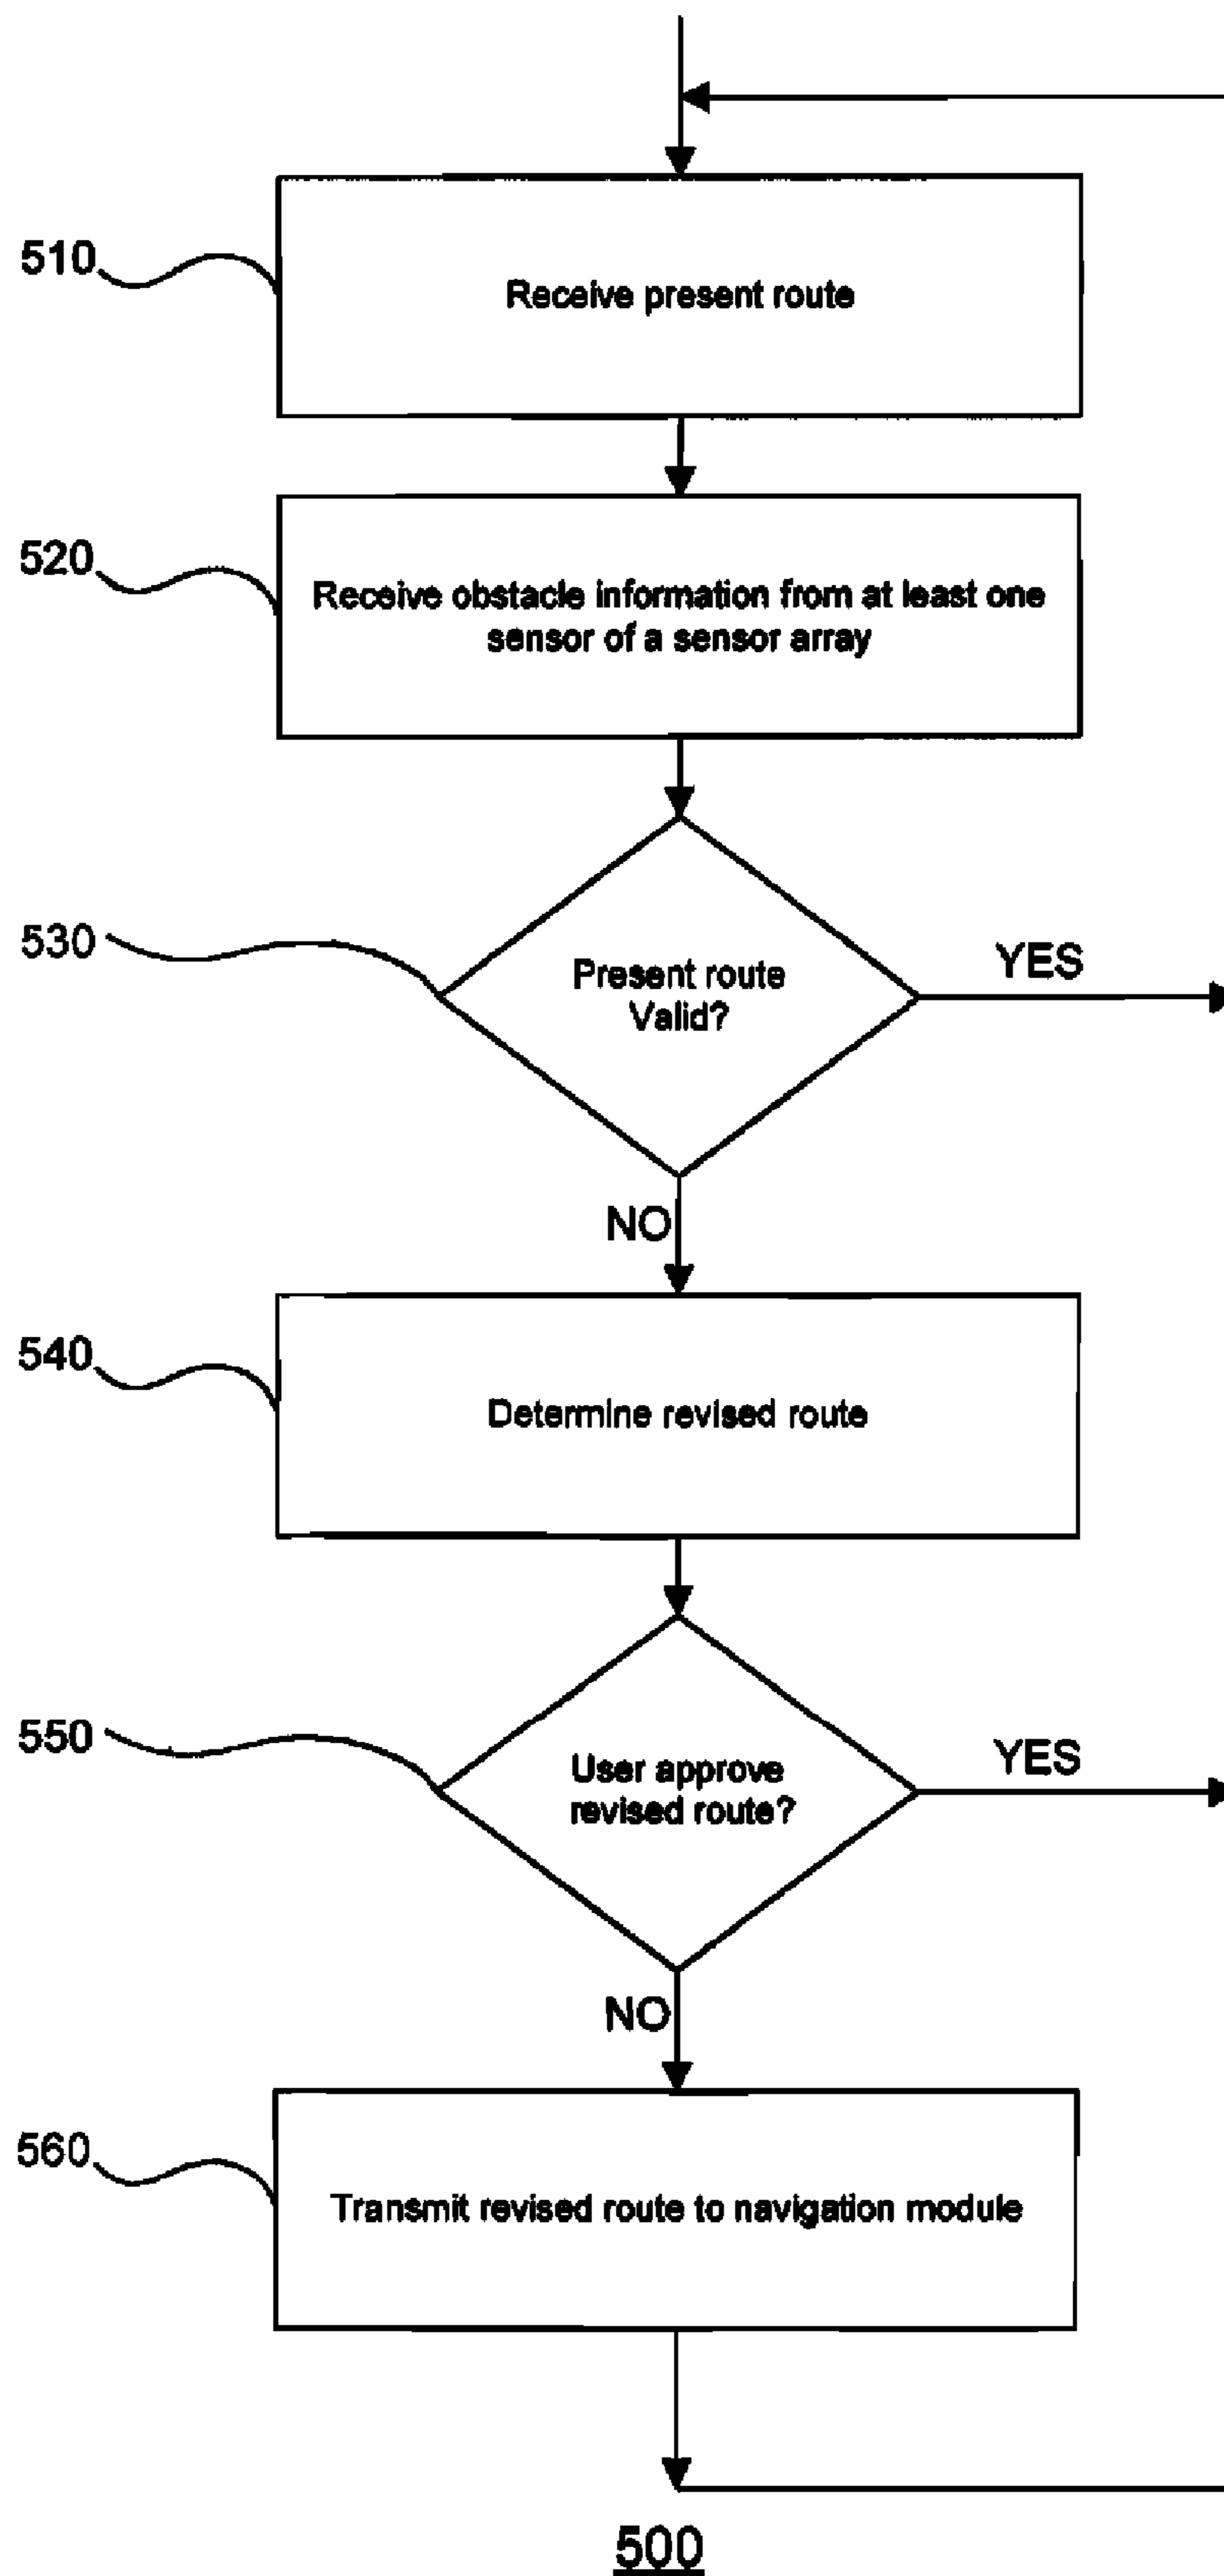 510
Receive present route
520
Receive obstacle information from at least one
sensor of a sensor array
530
Present route
Valid?
YES
NO
540
Determine revised route
550
User approve
revised route?
YES
NO
560
Transmit revised route to navigation module
500